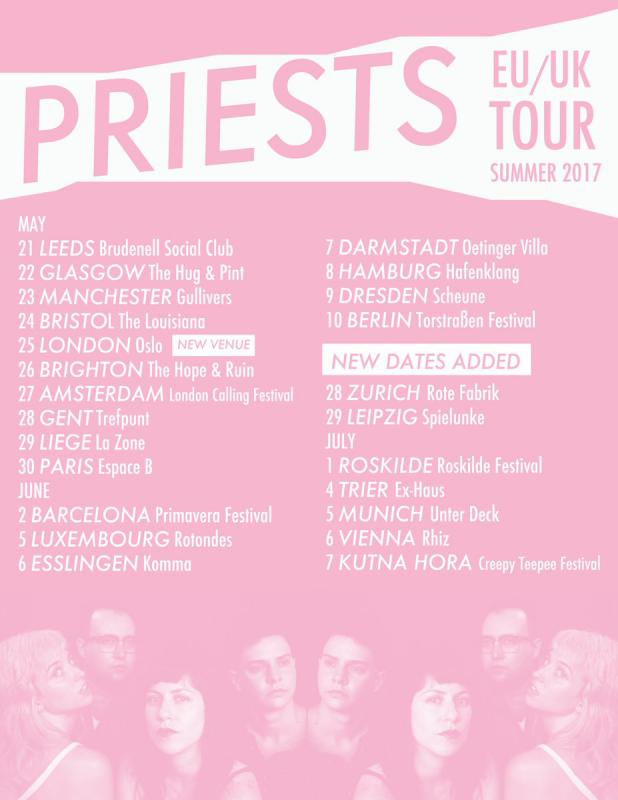 PRIESTS
EU/UK
TOUR
SUMMER 2017
MAY
21 LEEDS Brudenell Social Club
22 GLASGOW The Hug & Pint
23 MANCHESTER Gullivers
24 BRISTOL The Louisiana
25 LONDON Oslo NEW VENUE
26 BRIGHTON The Hope & Ruin
27 AMSTERDAM London Calling Festival
28 GENT Trefpunt
29 LIEGE La Zone
30 PARIS Espace B
JUNE
2 BARCELONA Primavera Festival
5 LUXEMBOURG Rotondes
6 ESSLINGEN Komma
7 DARMSTADT Oetinger Villa
8 HAMBURG Hafenklang
9 DRESDEN Scheune
10 BERLIN Torstraßen Festival
NEW DATES ADDED
28 ZURICH Rote Fabrik
29 LEIPZIG Spielunke
JULY
1 ROSKILDE Roskilde Festival
4 TRIER Ex-Haus
5 MUNICH Unter Deck
6 VIENNA Rhiz
7 KUTNA HORA Creepy Teepee Festival